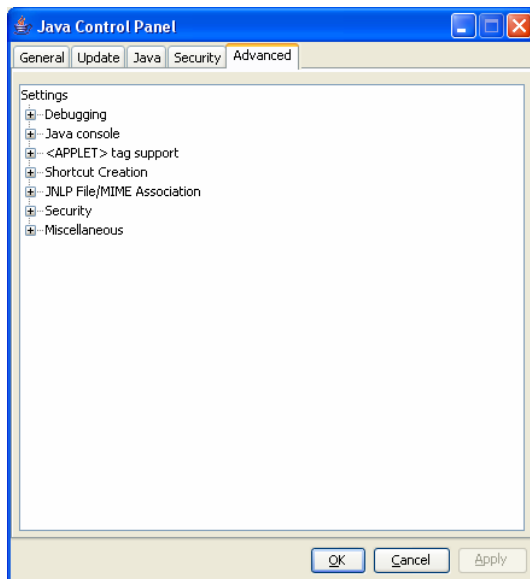 Java Control Panel
General Update Java Security Advanced
Settings
Debugging
Java console
<APPLET> tag support
Shortcut Creation
JNLP File/MIME Association
Security
Miscellaneous
OK Cancel Apply